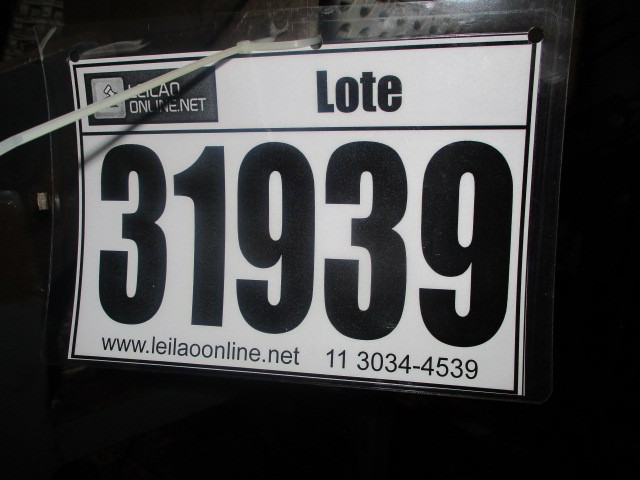 LEILAO
ONLINE.NET
Lote
31939
www.leilaoonline.net 11 3034-4539